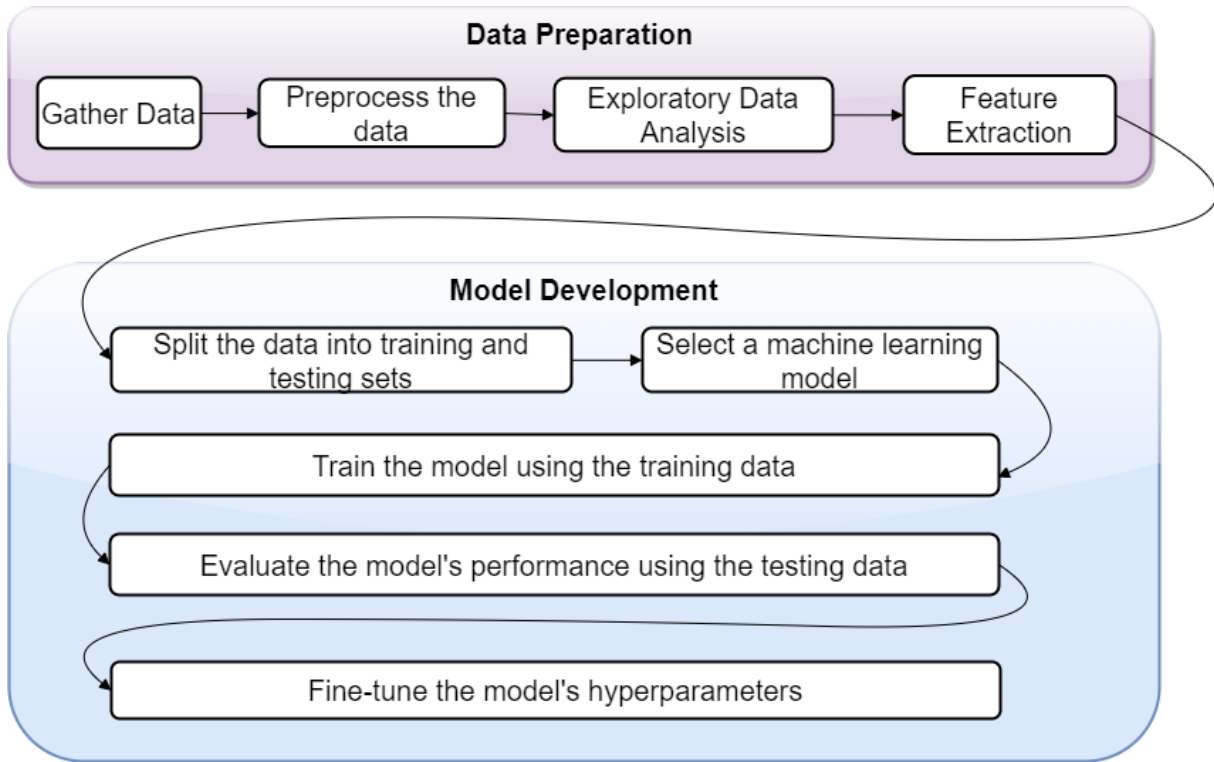 Data Preparation
Gather Data
Preprocess the
data
Exploratory Data
Analysis
Feature
Extraction
Model Development
Split the data into training and
testing sets
Select a machine learning
model
Train the model using the training data
Evaluate the model's performance using the testing data
Fine-tune the model's hyperparameters